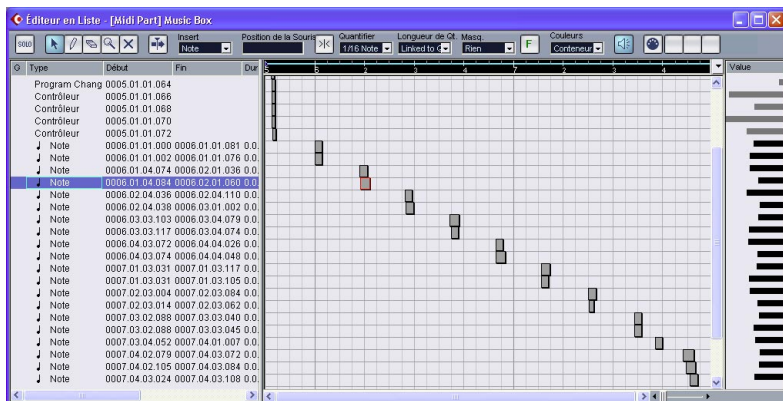 Éditeur en Liste - [Midi Part] Music Box
Insert Position de la Souris Quantifier Longueur de Qt. Masq. Couleurs
SOLO Note 1/16 Note Linked to Q Rien F Conteneur
G Type Début Fin Dur 5 6 2 3 4 7 2 3 4 Value
Program Chang 0005.01.01.064
Contrôleur 0005.01.01.066
Contrôleur 0005.01.01.068
Contrôleur 0005.01.01.070
Contrôleur 0005.01.01.072
Note 0006.01.01.000 0006.01.01.081 0.0.
Note 0006.01.01.002 0006.01.01.076 0.0.
Note 0006.01.04.074 0006.02.01.036 0.0.
Note 0006.01.04.084 0006.02.01.060 0.0.
Note 0006.02.04.036 0006.02.04.110 0.0.
Note 0006.02.04.038 0006.03.01.002 0.0.
Note 0006.03.03.103 0006.03.04.079 0.0.
Note 0006.03.03.117 0006.03.04.074 0.0.
Note 0006.04.03.072 0006.04.04.026 0.0.
Note 0006.04.03.074 0006.04.04.048 0.0.
Note 0007.01.03.031 0007.01.03.117 0.0.
Note 0007.01.03.031 0007.01.03.105 0.0.
Note 0007.02.03.004 0007.02.03.084 0.0.
Note 0007.02.03.014 0007.02.03.062 0.0.
Note 0007.03.02.088 0007.03.03.040 0.0.
Note 0007.03.02.088 0007.03.03.045 0.0.
Note 0007.03.04.052 0007.04.01.007 0.0.
Note 0007.04.02.079 0007.04.03.072 0.0.
Note 0007.04.02.105 0007.04.03.084 0.0.
Note 0007.04.03.024 0007.04.03.108 0.0.